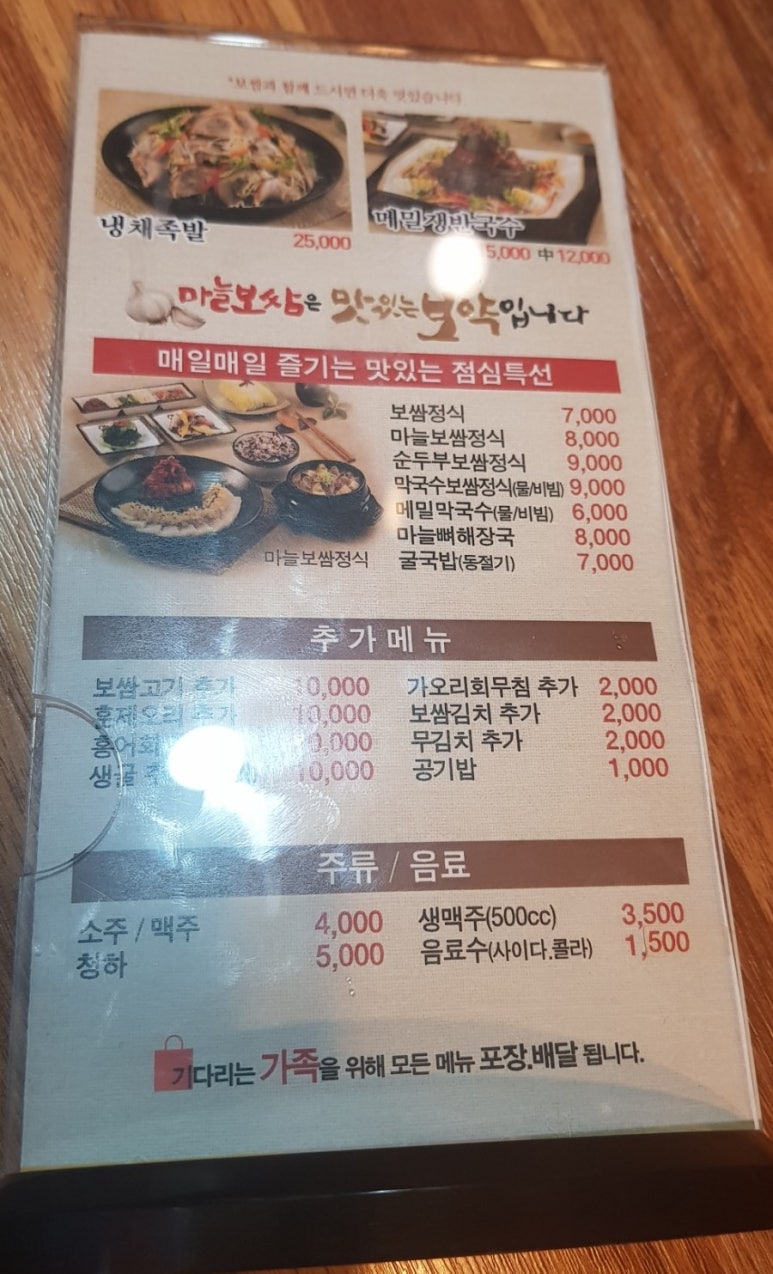 *보쌈과 함께 드시면 더욱 맛있습니다
냉채족발 25,000
메밀쟁반국수 5,000 中 12,000
마늘보쌈은 맛있는 보약입니다
매일매일 즐기는 맛있는 점심특선
보쌈정식 7,000
마늘보쌈정식 8,000
순두부보쌈정식 9,000
막국수보쌈정식(물/비빔) 9,000
메밀막국수(물/비빔) 6,000
마늘뼈해장국 8,000
굴국밥(동절기) 7,000
마늘보쌈정식
추가메뉴
보쌈고기 추가 10,000
훈제오리 추가 10,000
홍어회 0,000
생굴 10,000
가오리회무침 추가 2,000
보쌈김치 추가 2,000
무김치 추가 2,000
공기밥 1,000
주류 / 음료
소주 / 맥주 4,000
청하 5,000
생맥주(500cc) 3,500
음료수(사이다.콜라) 1,500
기다리는 가족을 위해 모든 메뉴 포장.배달 됩니다.